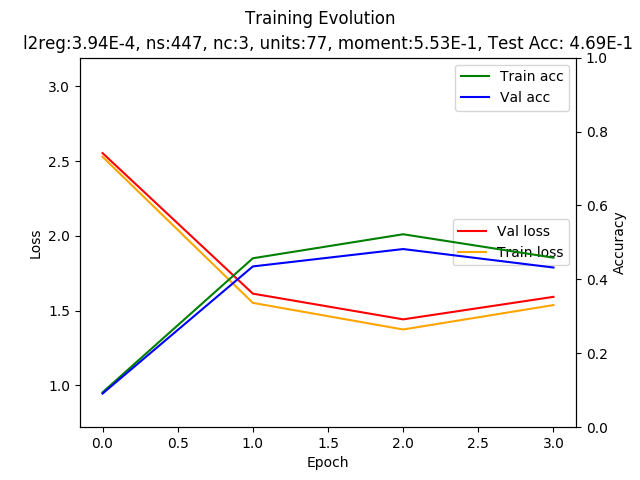 Training Evolution
l2reg:3.94E-4, ns:447, nc:3, units:77, moment:5.53E-1, Test Acc: 4.69E-1
Train acc
Val acc
Val loss
Train loss
3.0
2.5
2.0
1.5
1.0
Loss
1.0
0.8
0.6
0.4
0.2
0.0
Accuracy
0.0 0.5 1.0 1.5 2.0 2.5 3.0
Epoch